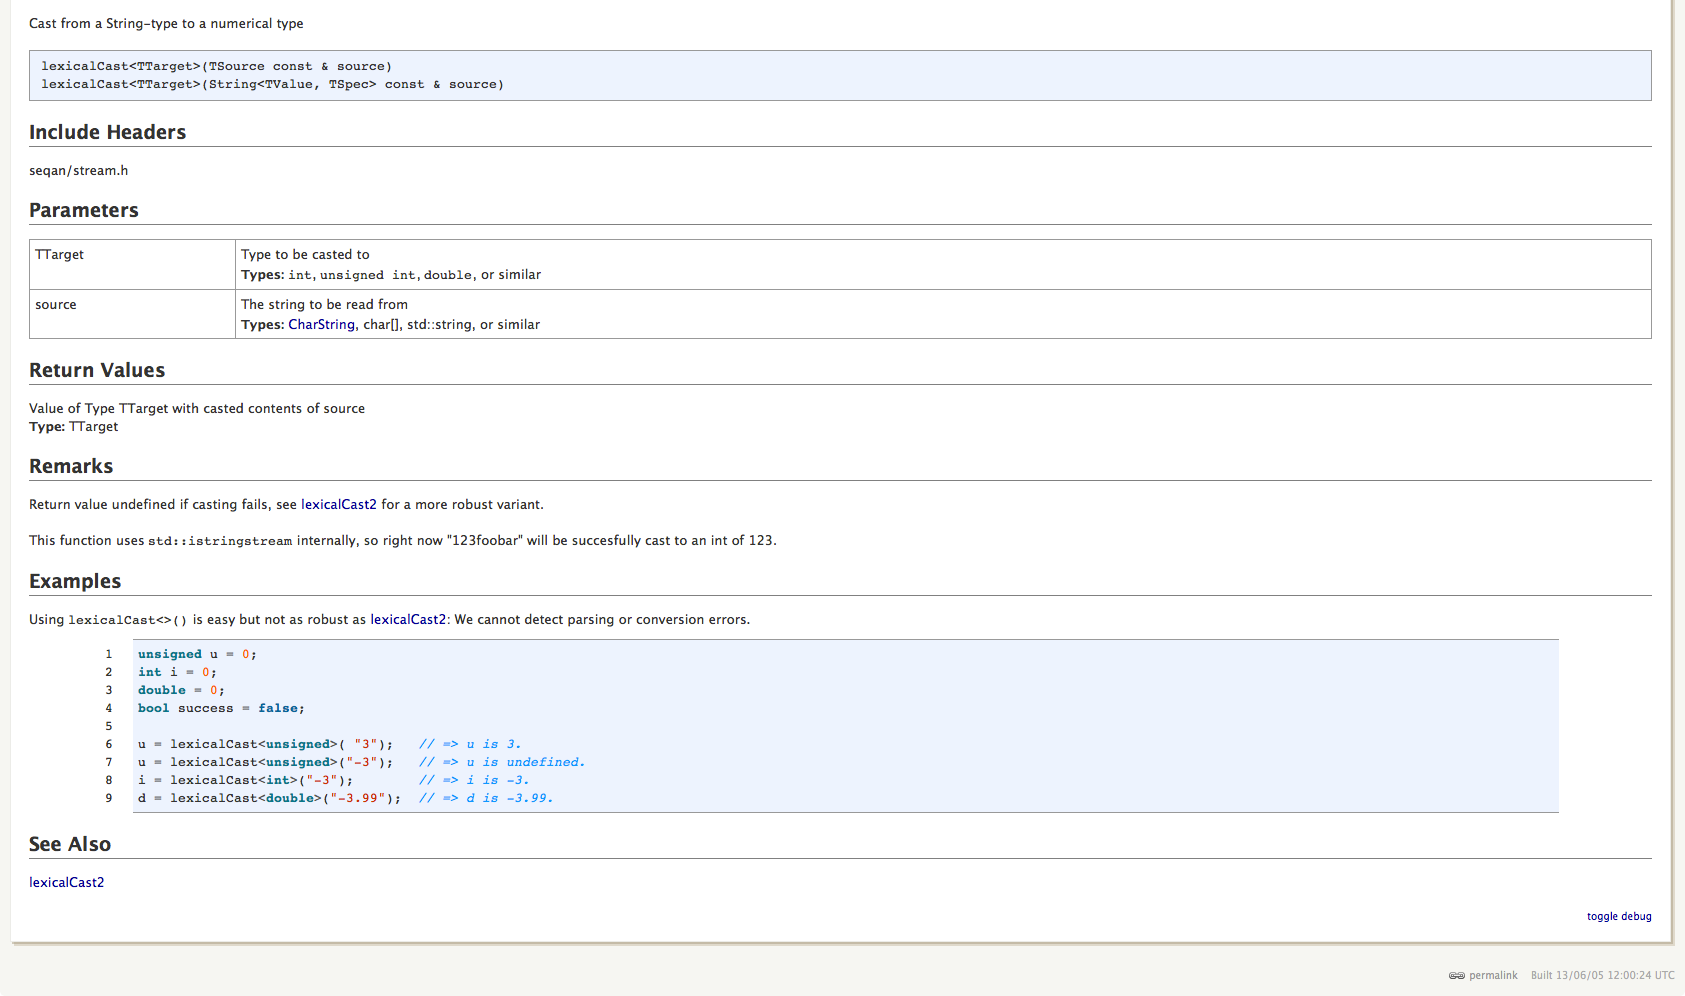 Cast from a String-type to a numerical type
lexicalCast<TTarget>(TSource const & source)
lexicalCast<TTarget>(String<TValue, TSpec> const & source)
Include Headers
seqan/stream.h
Parameters
TTarget
Type to be casted to
Types: int, unsigned int, double, or similar
source
The string to be read from
Types: CharString, char[], std::string, or similar
Return Values
Value of Type TTarget with casted contents of source
Type: TTarget
Remarks
Return value undefined if casting fails, see lexicalCast2 for a more robust variant.
This function uses std::istringstream internally, so right now "123foobar" will be succesfully cast to an int of 123.
Examples
Using lexicalCast<>() is easy but not as robust as lexicalCast2: We cannot detect parsing or conversion errors.
1 unsigned u = 0;
2 int i = 0;
3 double = 0;
4 bool success = false;
5
6 u = lexicalCast<unsigned>( "3");   // => u is 3.
7 u = lexicalCast<unsigned>("-3");   // => u is undefined.
8 i = lexicalCast<int>("-3");        // => i is -3.
9 d = lexicalCast<double>("-3.99");  // => d is -3.99.
See Also
lexicalCast2
toggle debug
permalink Built 13/06/05 12:00:24 UTC